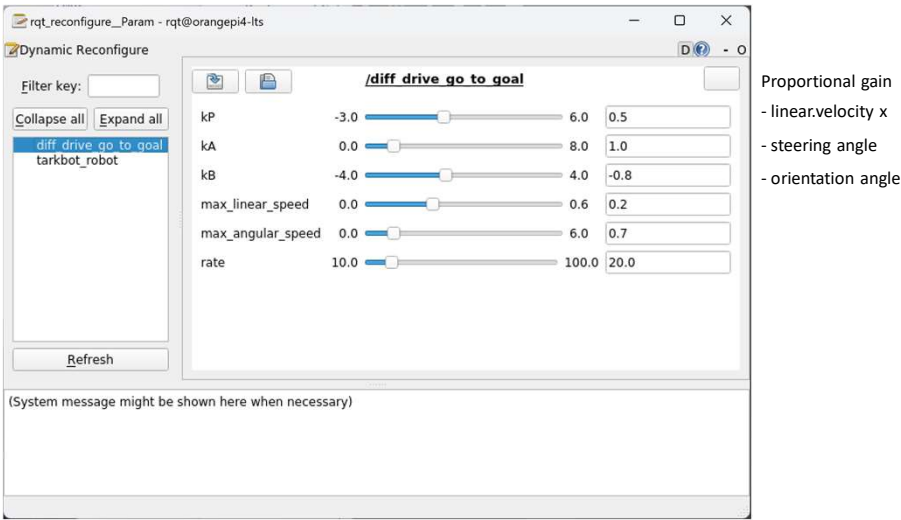 rqt_reconfigure__Param - rqt@orangepi4-lts
Dynamic Reconfigure D ? - O
Filter key:
Collapse all Expand all
diff_drive_go_to_goal
tarkbot_robot
Refresh
/diff_drive_go_to_goal
kP -3.0 6.0 0.5
kA 0.0 8.0 1.0
kB -4.0 4.0 -0.8
max_linear_speed 0.0 0.6 0.2
max_angular_speed 0.0 6.0 0.7
rate 10.0 100.0 20.0
(System message might be shown here when necessary)
Proportional gain
- linear.velocity x
- steering angle
- orientation angle